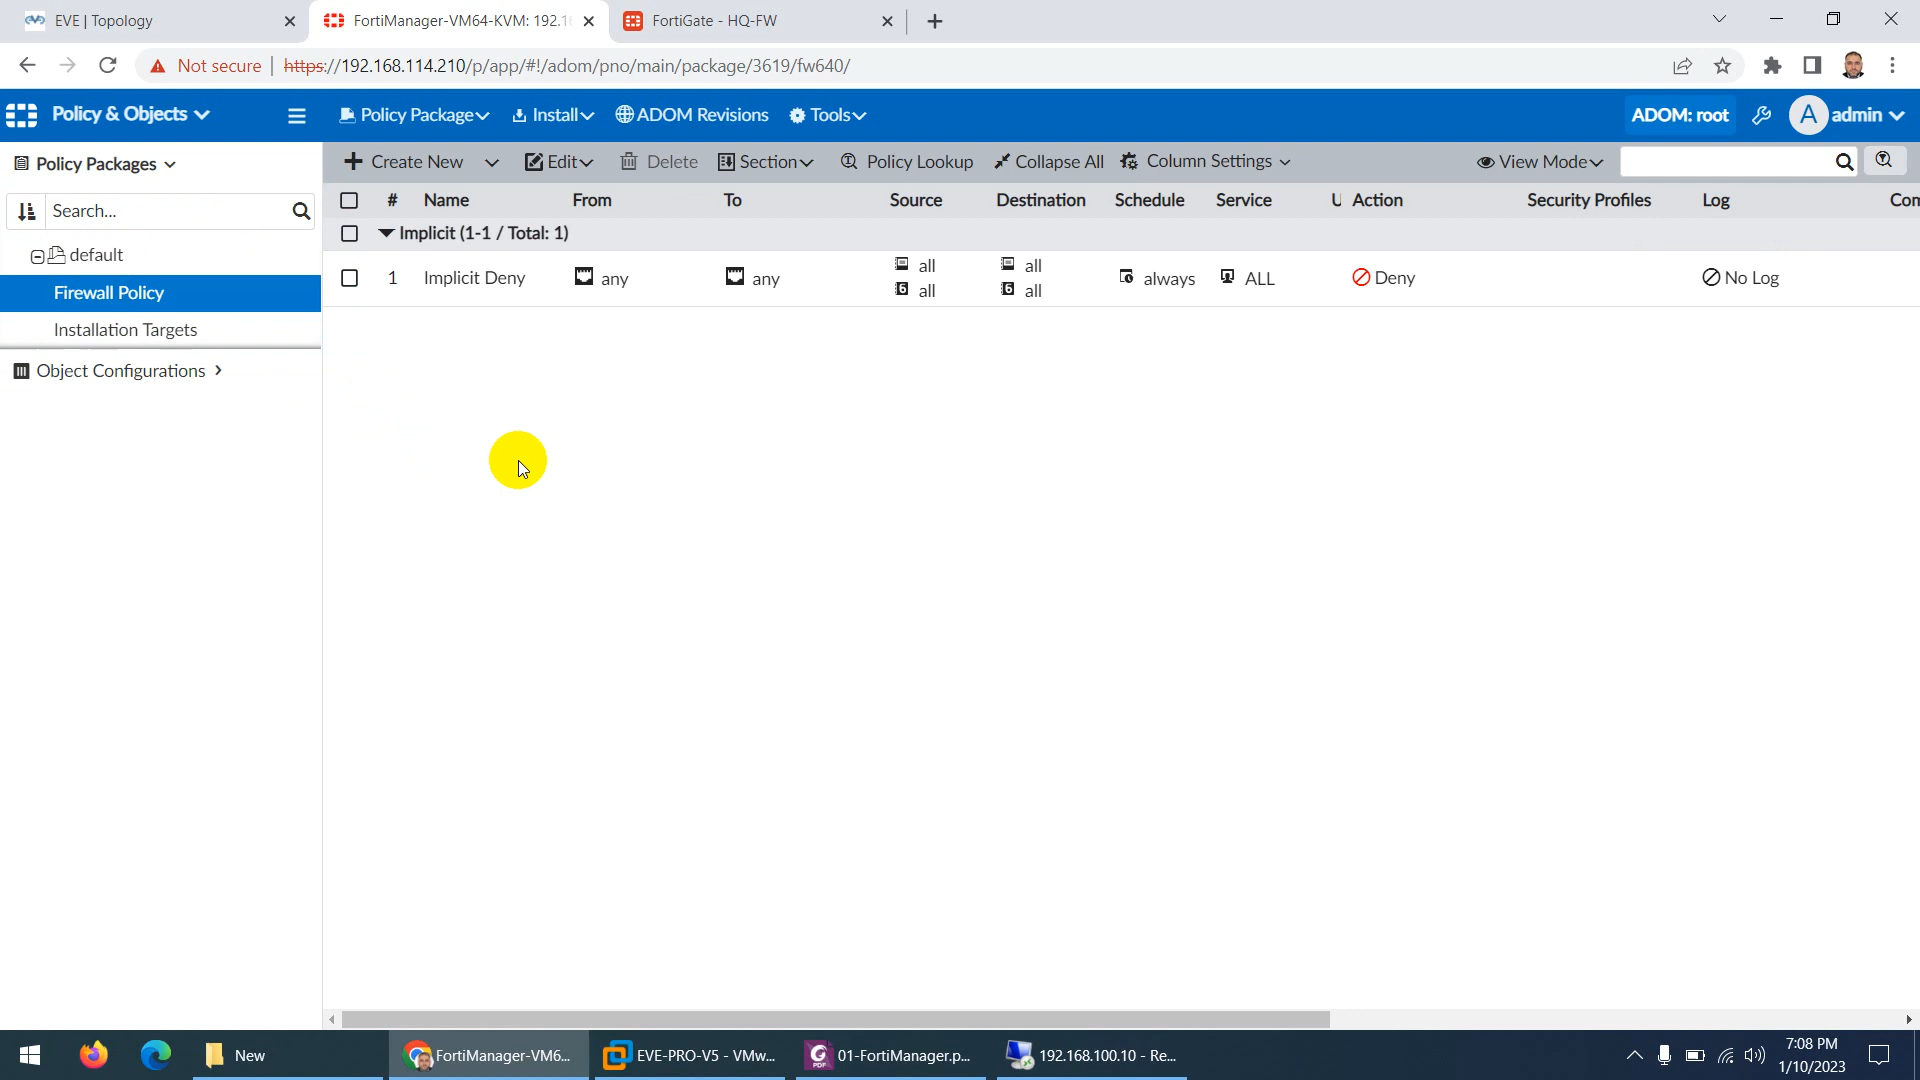 EVE | Topology
FortiManager-VM64-KVM: 192.1
FortiGate - HQ-FW
Not secure | https://192.168.114.210/p/app/#!/adom/pno/main/package/3619/fw640/
Policy & Objects
Policy Package
Install
ADOM Revisions
Tools
ADOM: root
A
admin
Policy Packages
Create New
Edit
Delete
Section
Policy Lookup
Collapse All
Column Settings
View Mode
Search...
# Name From To Source Destination Schedule Service U Action Security Profiles Log Con
Implicit (1-1 / Total: 1)
default
1 Implicit Deny any any all all always ALL Deny No Log
6 all 6 all
Firewall Policy
Installation Targets
Object Configurations
New
FortiManager-VM6...
EVE-PRO-V5 - VMw...
PDF
01-FortiManager.p...
192.168.100.10 - Re...
7:08 PM
1/10/2023